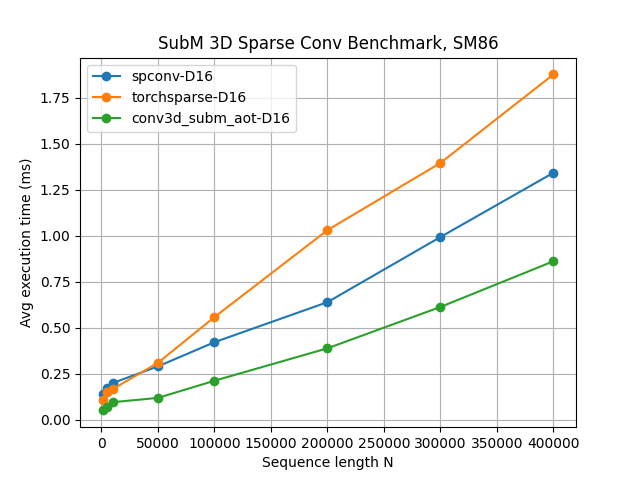 SubM 3D Sparse Conv Benchmark, SM86
spconv-D16
torchsparse-D16
conv3d_subm_aot-D16
Avg execution time (ms)
1.75
1.50
1.25
1.00
0.75
0.50
0.25
0.00
0 50000 100000 150000 200000 250000 300000 350000 400000
Sequence length N